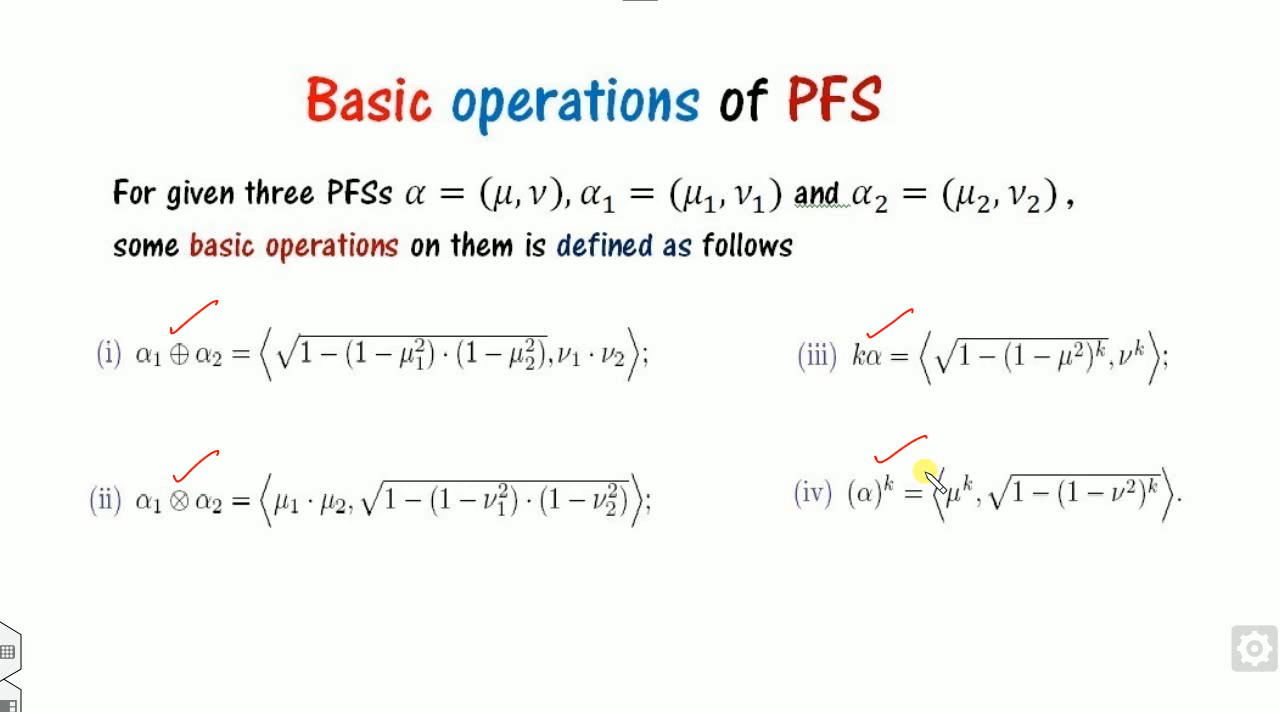 Basic operations of PFS
For given three PFSs α = (μ, ν), α₁ = (μ₁, ν₁) and α₂ = (μ₂, ν₂) ,
some basic operations on them is defined as follows
(i) α₁ ⊕ α₂ = ⟨√(1 − (1 − μ₁²) · (1 − μ₂²)), ν₁ · ν₂⟩;
(ii) α₁ ⊗ α₂ = ⟨μ₁ · μ₂, √(1 − (1 − ν₁²) · (1 − ν₂²))⟩;
(iii) kα = ⟨√(1 − (1 − μ²)ᵏ), νᵏ⟩;
(iv) (α)ᵏ = ⟨μᵏ, √(1 − (1 − ν²)ᵏ)⟩.